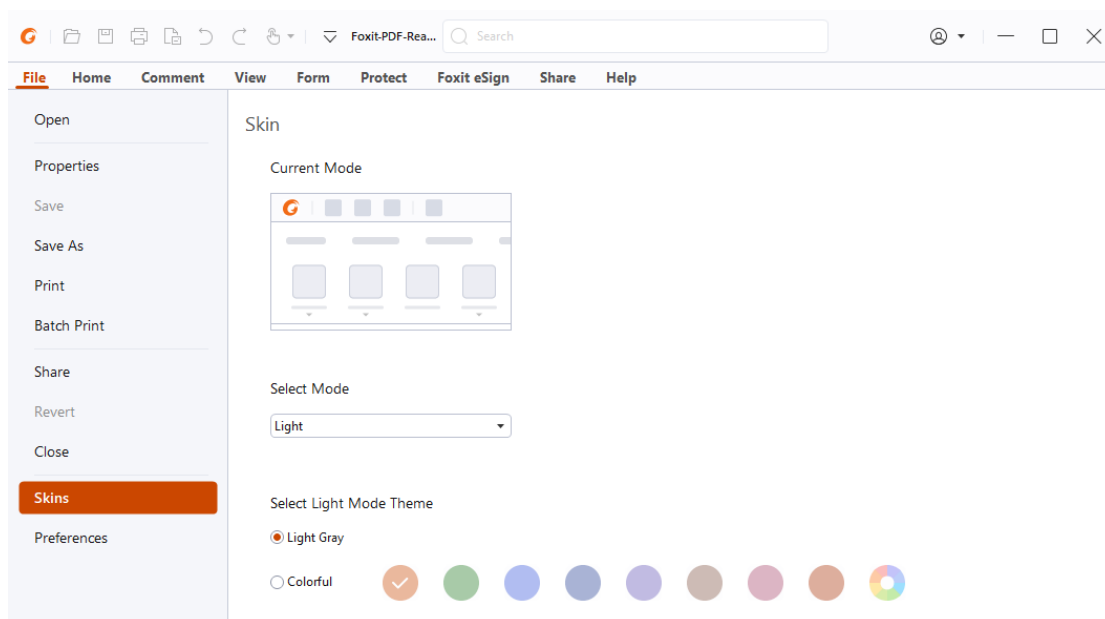 Foxit-PDF-Rea... Search
File Home Comment View Form Protect Foxit eSign Share Help
Open
Properties
Save
Save As
Print
Batch Print
Share
Revert
Close
Skins
Preferences
Skin
Current Mode
Select Mode
Light
Select Light Mode Theme
Light Gray
Colorful